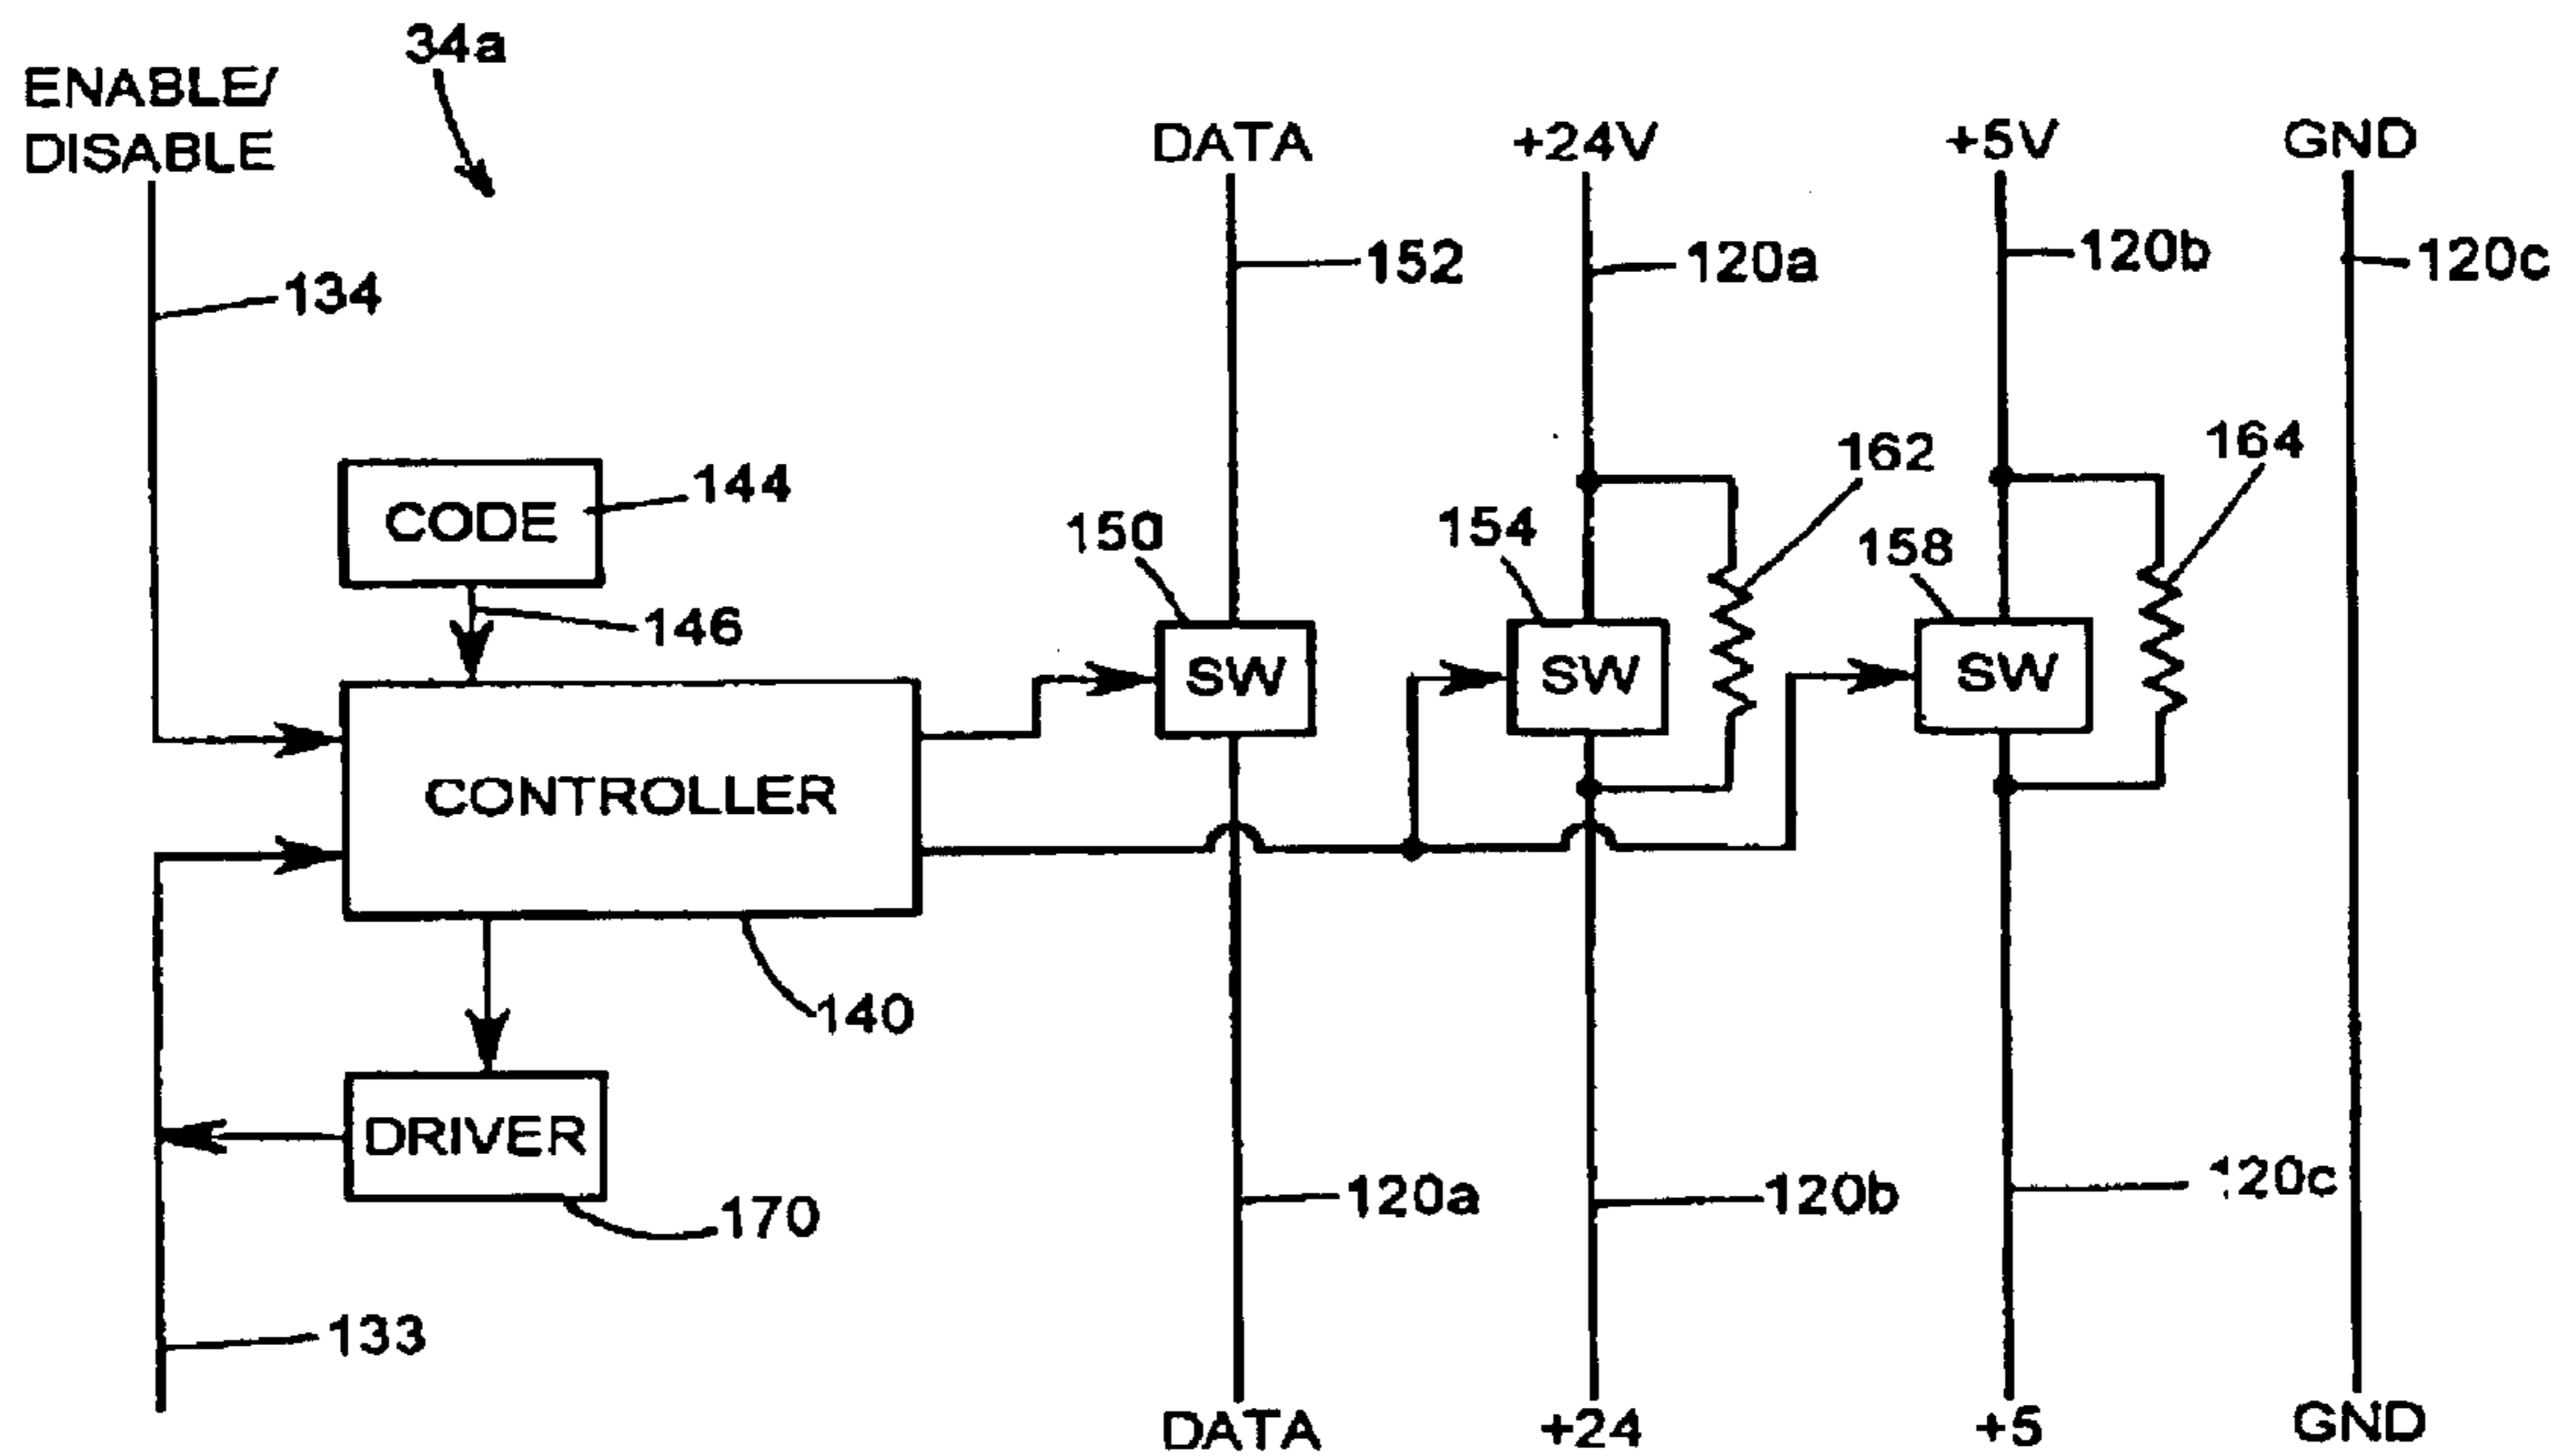 34a
ENABLE/
DISABLE
DATA
+24V
+5V
GND
134
152
120a
120b
120c
CODE
144
146
150
154
162
158
164
SW
SW
SW
CONTROLLER
140
DRIVER
170
133
120a
120b
120c
DATA
+24
+5
GND